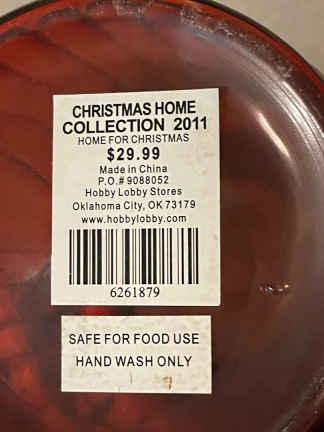 CHRISTMAS HOME
COLLECTION 2011
HOME FOR CHRISTMAS
$29.99
Made in China
P.O.# 9088052
Hobby Lobby Stores
Oklahoma City, OK 73179
www.hobbylobby.com
6261879
SAFE FOR FOOD USE
HAND WASH ONLY